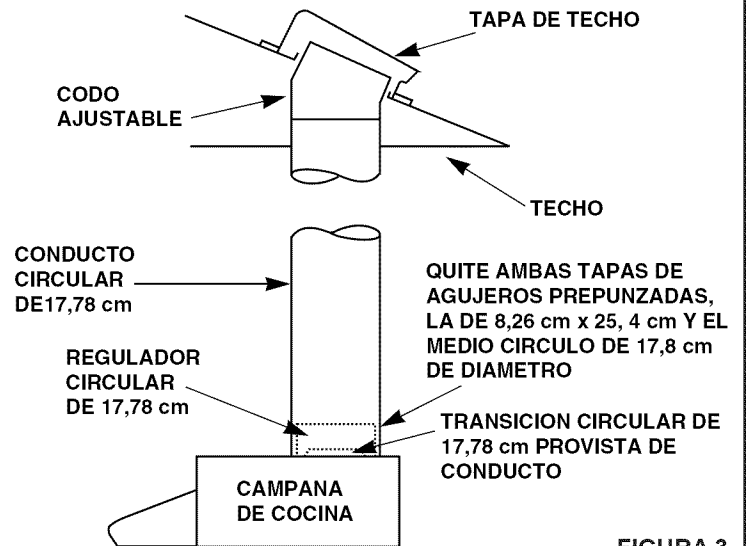 TAPA DE TECHO
CODO
AJUSTABLE
TECHO
CONDUCTO
CIRCULAR
DE17,78 cm
QUITE AMBAS TAPAS DE
AGUJEROS PREPUNZADAS,
LA DE 8,26 cm x 25, 4 cm Y EL
MEDIO CIRCULO DE 17,8 cm
DE DIAMETRO
REGULADOR
CIRCULAR
DE 17,78 cm
TRANSICION CIRCULAR DE
17,78 cm PROVISTA DE
CONDUCTO
CAMPANA
DE COCINA
FIGURA 3